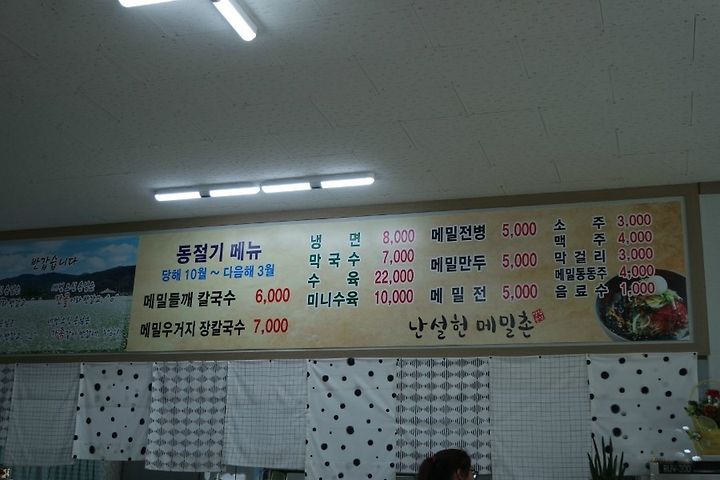 반갑습니다
동절기 메뉴
당해 10월 ~ 다음해 3월
메밀들깨 칼국수 6,000
메밀우거지 장칼국수 7,000
냉 면 8,000
막국수 7,000
수 육 22,000
미니수육 10,000
메밀전병 5,000
메밀만두 5,000
메 밀 전 5,000
소 주 3,000
맥 주 4,000
막 걸 리 3,000
메밀동동주 4,000
음 료 수 1,000
난설헌 메밀촌